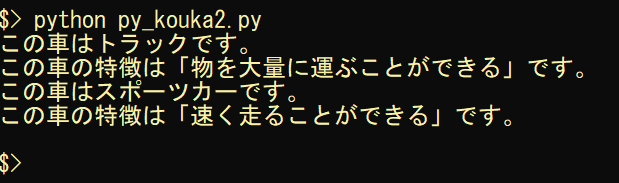 $> python py_kouka2.py
この車はトラックです。
この車の特徴は「物を大量に運ぶことができる」です。
この車はスポーツカーです。
この車の特徴は「速く走ることができる」です。
$>